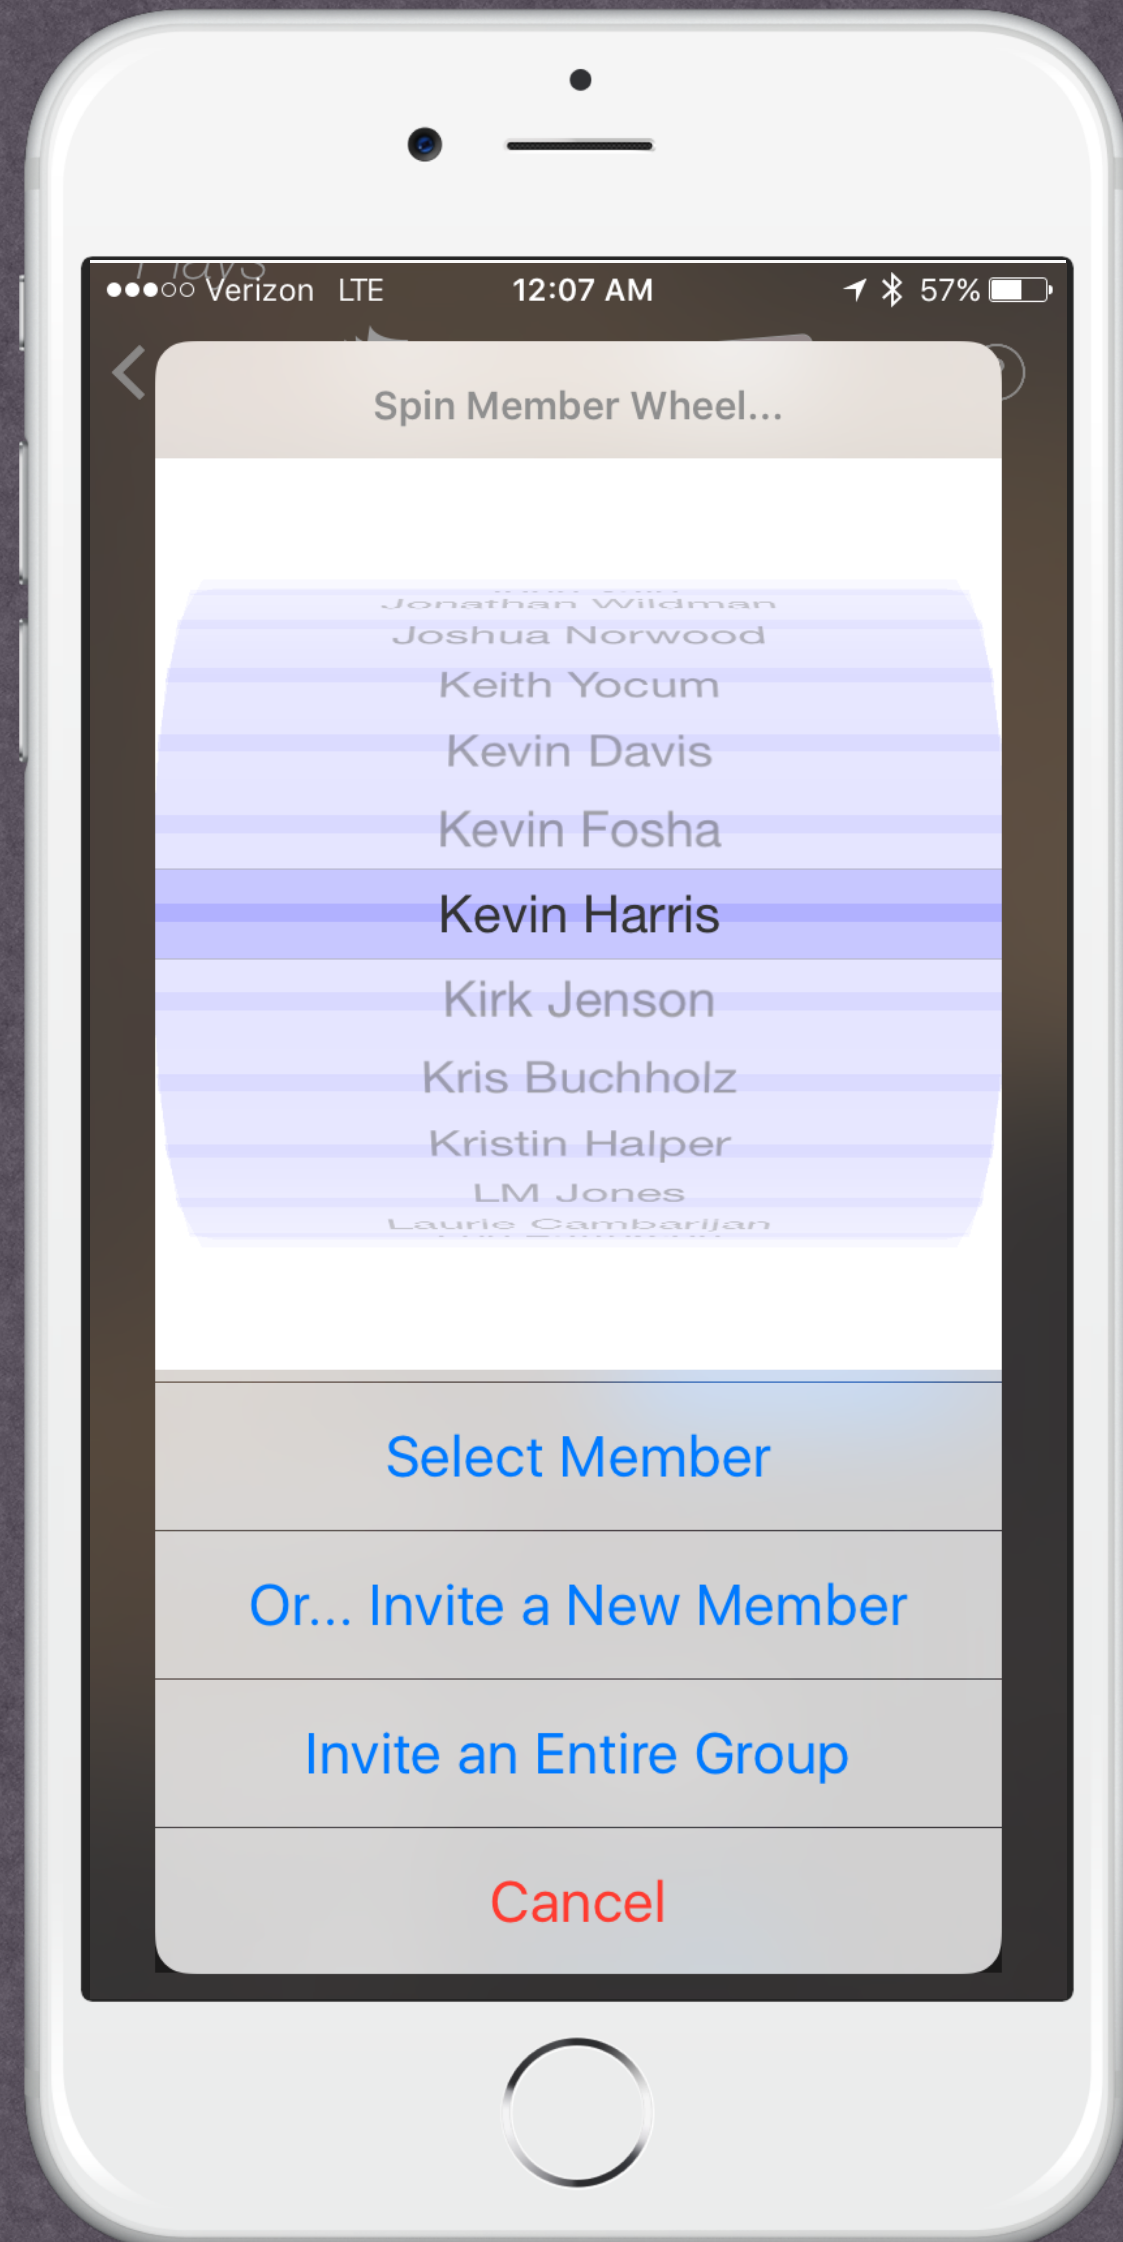 Verizon LTE 12:07 AM 57%
Spin Member Wheel...
Jonathan Wildman
Joshua Norwood
Keith Yocum
Kevin Davis
Kevin Fosha
Kevin Harris
Kirk Jenson
Kris Buchholz
Kristin Halper
LM Jones
Laurie Cambarijan
Select Member
Or... Invite a New Member
Invite an Entire Group
Cancel